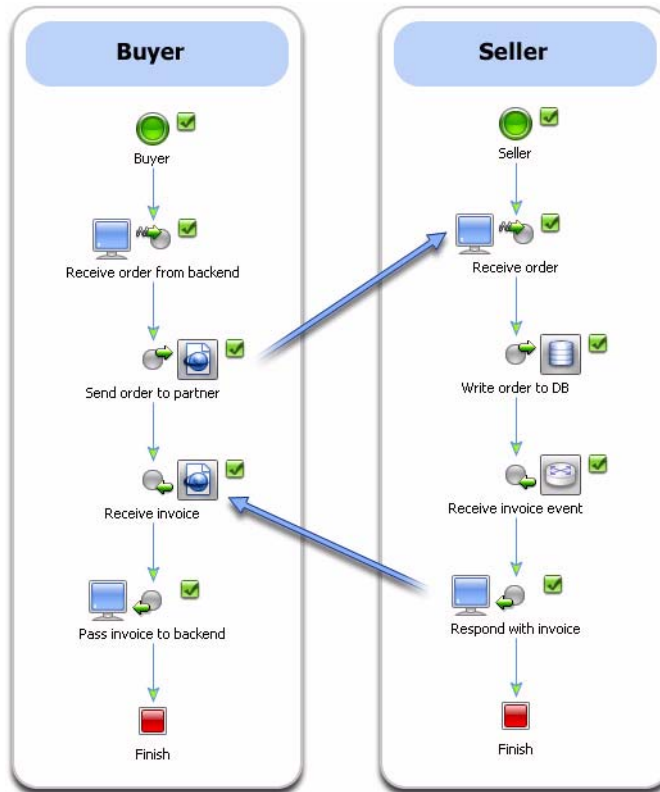 Buyer
Buyer
Receive order from backend
Send order to partner
Receive invoice
Pass invoice to backend
Finish
Seller
Seller
Receive order
Write order to DB
Receive invoice event
Respond with invoice
Finish